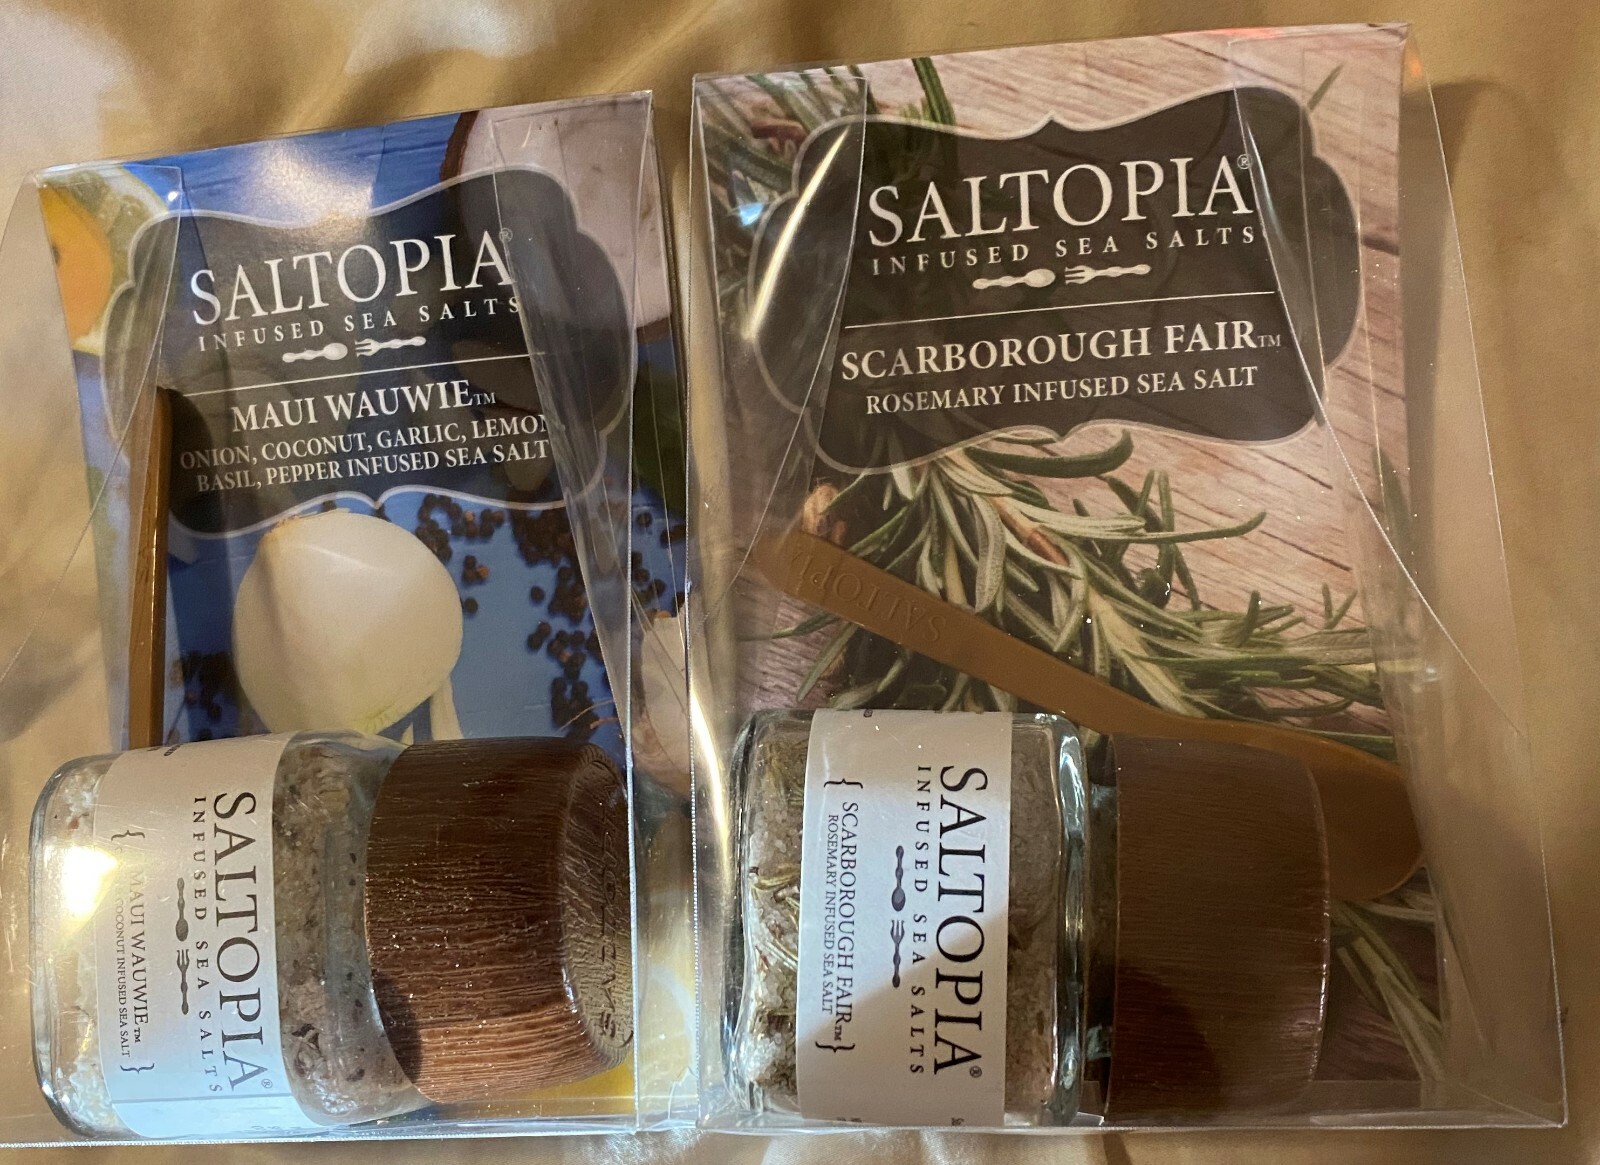 SALTOPIA®
INFUSED SEA SALTS
MAUI WAUWIE™
ONION, COCONUT, GARLIC, LEMON,
BASIL, PEPPER INFUSED SEA SALT
SALTOPIA®
INFUSED SEA SALTS
{ MAUI WAUWIE™ }
COCONUT INFUSED SEA SALT
SALTOPIA®
INFUSED SEA SALTS
SCARBOROUGH FAIR™
ROSEMARY INFUSED SEA SALT
SALTOPI
SALTOPIA®
INFUSED SEA SALTS
{ SCARBOROUGH FAIR™ }
ROSEMARY INFUSED SEA SALT